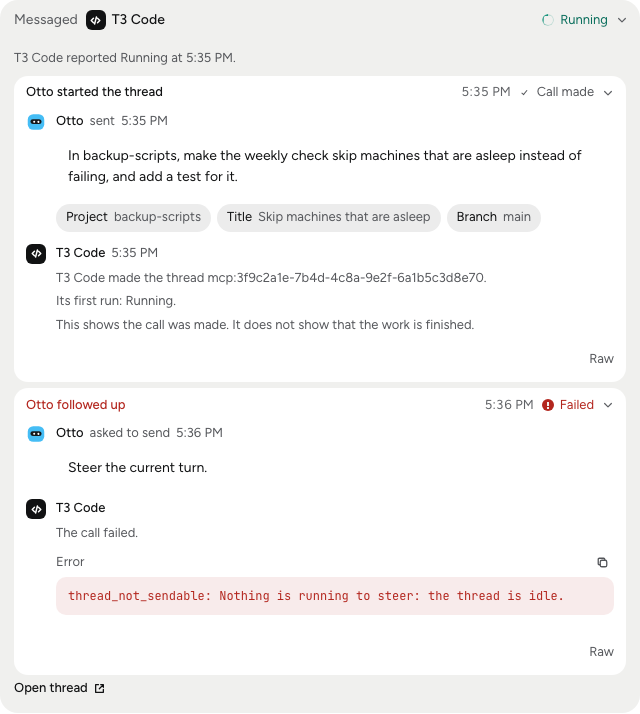 Messaged T3 Code Running
T3 Code reported Running at 5:35 PM.
Otto started the thread 5:35 PM Call made
Otto sent 5:35 PM
In backup-scripts, make the weekly check skip machines that are asleep instead of
failing, and add a test for it.
Project backup-scripts Title Skip machines that are asleep Branch main
T3 Code 5:35 PM
T3 Code made the thread mcp:3f9c2a1e-7b4d-4c8a-9e2f-6a1b5c3d8e70.
Its first run: Running.
This shows the call was made. It does not show that the work is finished.
Raw
Otto followed up 5:36 PM Failed
Otto asked to send 5:36 PM
Steer the current turn.
T3 Code
The call failed.
Error
thread_not_sendable: Nothing is running to steer: the thread is idle.
Raw
Open thread